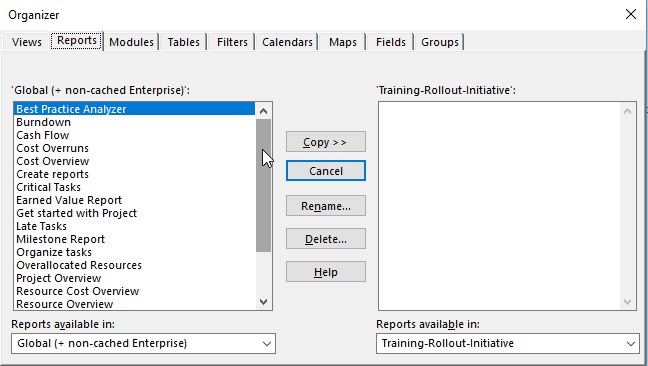 Organizer
Views Reports Modules Tables Filters Calendars Maps Fields Groups
'Global (+ non-cached Enterprise)':
'Training-Rollout-Initiative':
Best Practice Analyzer
Burndown
Cash Flow
Cost Overruns
Cost Overview
Create reports
Critical Tasks
Earned Value Report
Get started with Project
Late Tasks
Milestone Report
Organize tasks
Overallocated Resources
Project Overview
Resource Cost Overview
Resource Overview
Copy >>
Cancel
Rename...
Delete...
Help
Reports available in:
Global (+ non-cached Enterprise)
Reports available in:
Training-Rollout-Initiative